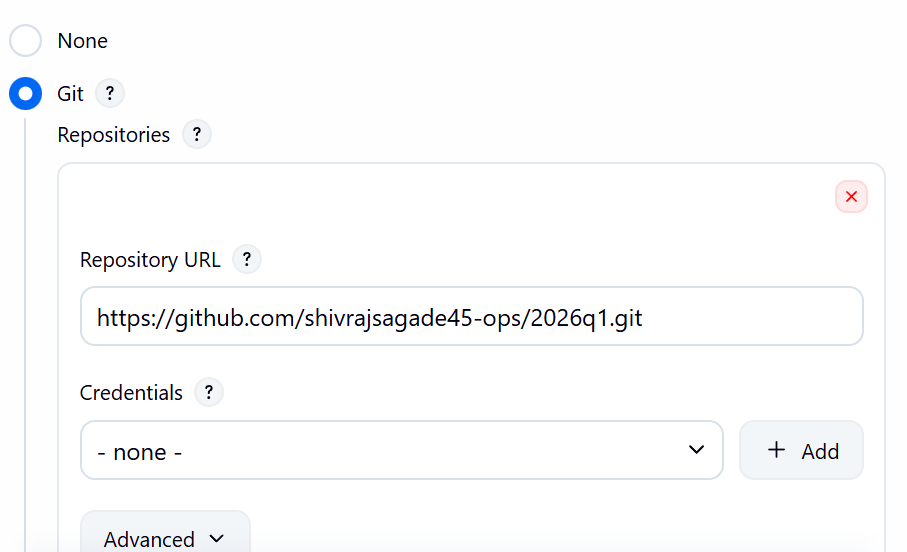 None
Git ?
Repositories ?
Repository URL ?
https://github.com/shivrajsagade45-ops/2026q1.git
Credentials ?
- none -
+ Add
Advanced